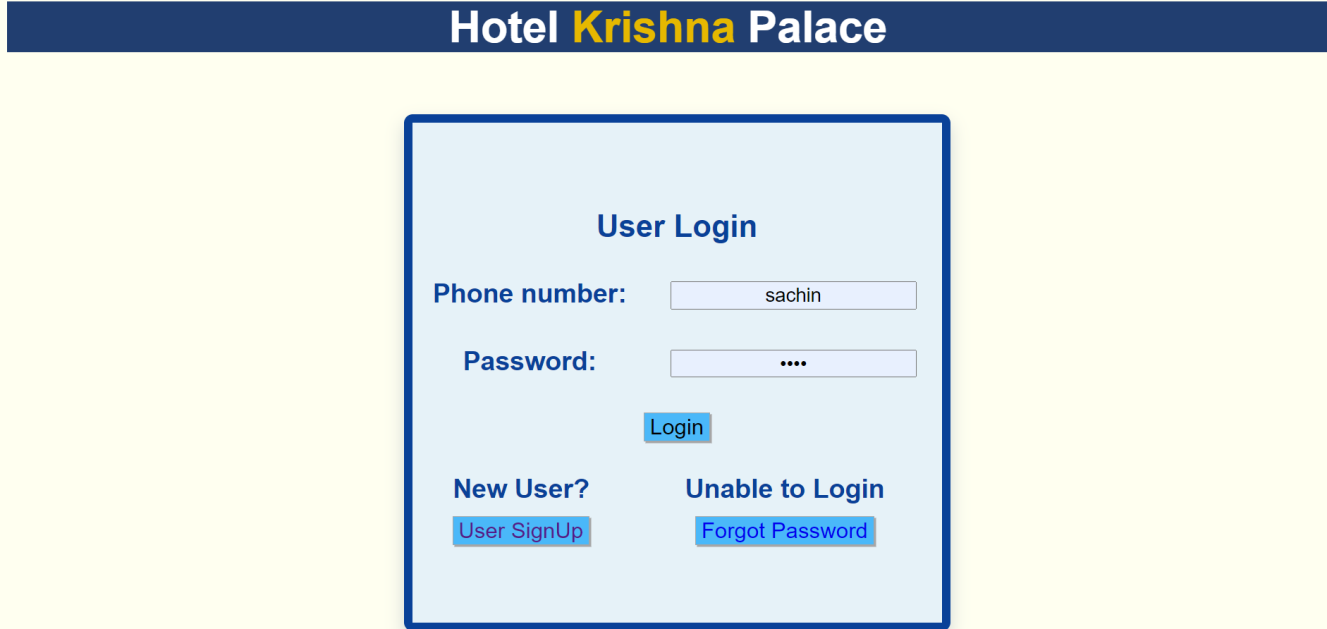 Hotel Krishna Palace
User Login
Phone number: sachin
Password: ••••
Login
New User? Unable to Login
User SignUp Forgot Password